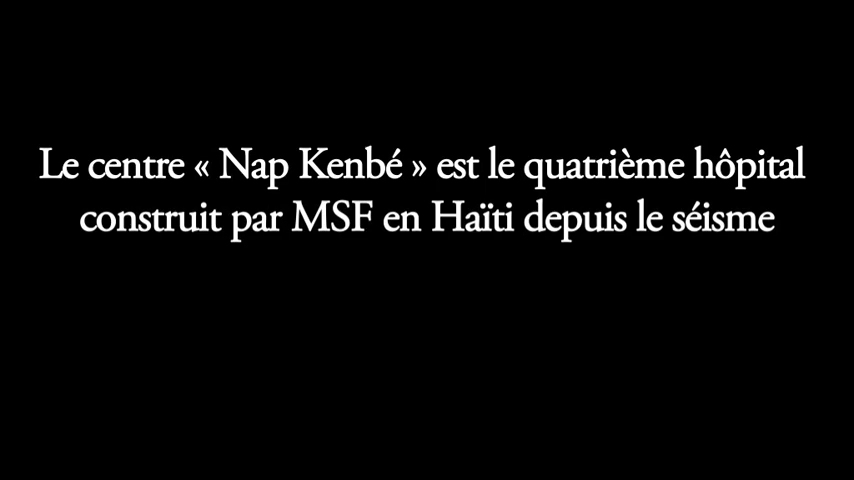 Le centre « Nap Kenbé » est le quatrième hôpital
construit par MSF en Haïti depuis le séisme